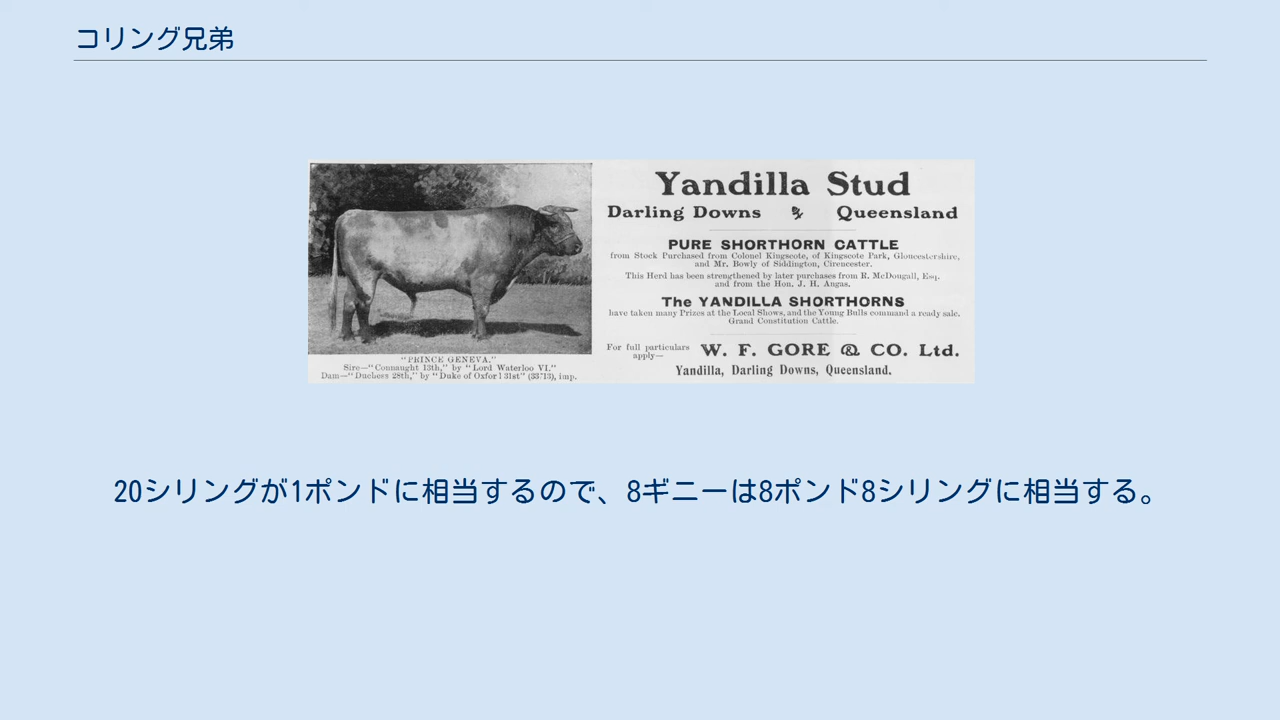 コリング兄弟
Yandilla Stud
Darling Downs Queensland
PURE SHORTHORN CATTLE
from Stock Purchased from Colonel Kingscote, of Kingscote Park, Gloucestershire,
and Mr. Bowly of Siddington, Cirencester.
This Herd has been strengthened by later purchases from R. McDougall, Esq.
and from the Hon. J. H. Angas.
The YANDILLA SHORTHORNS
have taken many Prizes at the Local Shows, and the Young Bulls command a ready sale.
Grand Constitution Cattle.
For full particulars
apply—
W. F. GORE & CO. Ltd.
Yandilla, Darling Downs, Queensland.
"PRINCE GENEVA."
Sire—"Connaught 13th," by "Lord Waterloo VI."
Dam—"Duchess 28th," by "Duke of Oxford 31st" (33713), imp.
20シリングが1ポンドに相当するので、8ギニーは8ポンド8シリングに相当する。